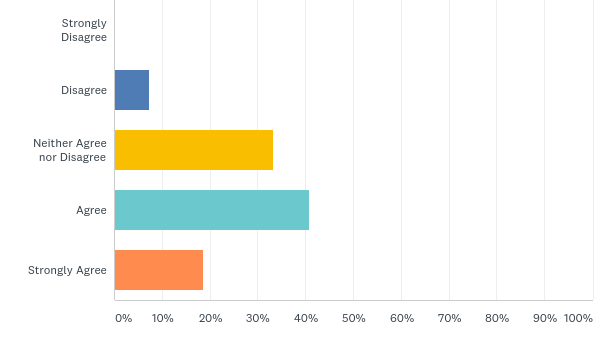 Strongly
Disagree
Disagree
Neither Agree
nor Disagree
Agree
Strongly Agree
0% 10% 20% 30% 40% 50% 60% 70% 80% 90% 100%